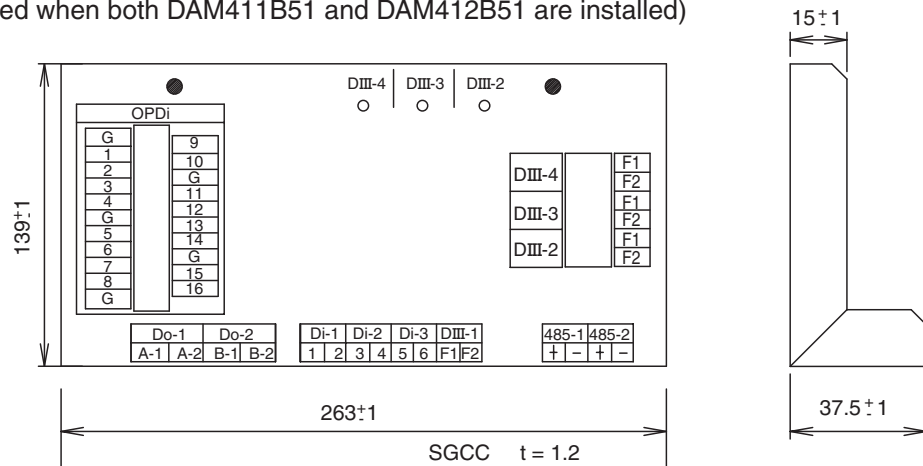 ed when both DAM411B51 and DAM412B51 are installed)
15±1
DIII-4 DIII-3 DIII-2
OPDi
G
1
2
3
4
G
5
6
7
8
G
9
10
G
11
12
13
14
G
15
16
DIII-4 F1 F2
DIII-3 F1 F2
DIII-2 F1 F2
139±1
Do-1 Do-2
A-1 A-2 B-1 B-2
Di-1 Di-2 Di-3 DIII-1
1 2 3 4 5 6 F1 F2
485-1 485-2
+ − + −
263±1
37.5±1
SGCC t = 1.2